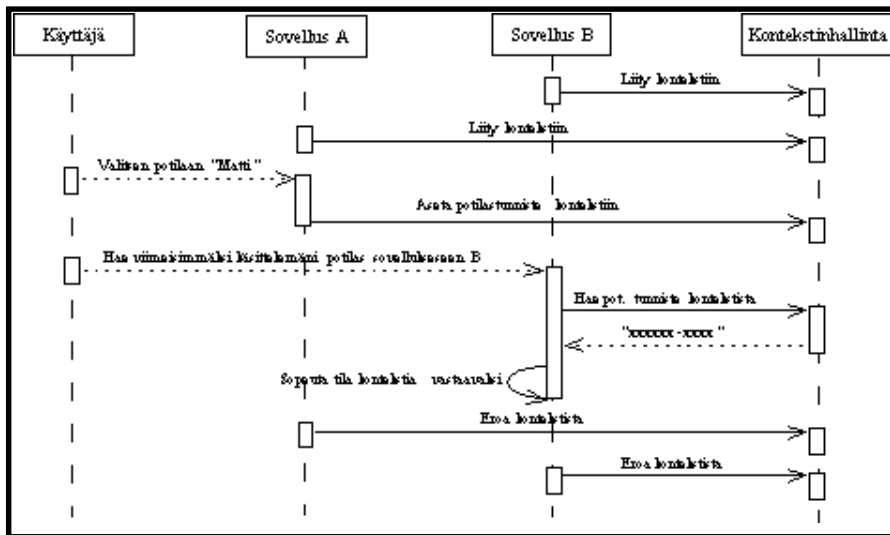 Käyttäjä
Sovellus A
Sovellus B
Kontekstinhallinta
Liity kontekstiin
Liity kontekstiin
Valitsen potilaan "Matti"
Aseta potilastunniste kontekstiin
Hae viimeisimmäksi käsittelemäni potilas sovellukseen B
Hae pot. tunniste kontekstista
"xxxxxx-xxxx"
Sopeuta tila kontekstia vastaavaksi
Eroa kontekstista
Eroa kontekstista